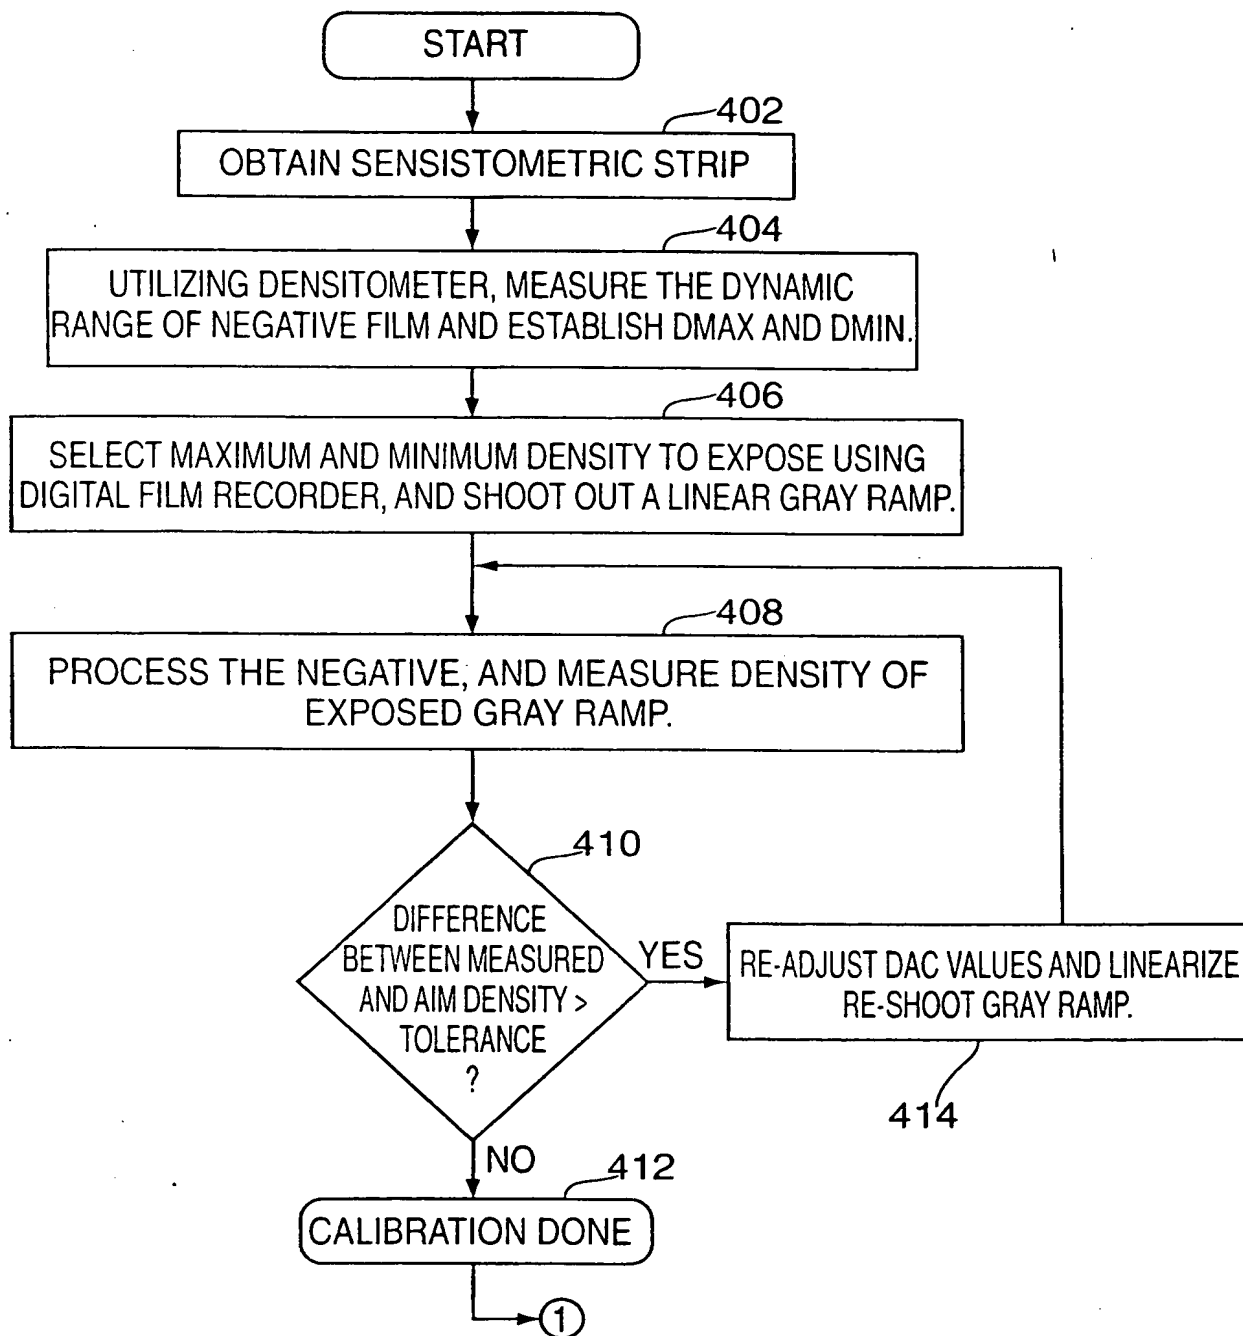 START
402
OBTAIN SENSISTOMETRIC STRIP
404
UTILIZING DENSITOMETER, MEASURE THE DYNAMIC
RANGE OF NEGATIVE FILM AND ESTABLISH DMAX AND DMIN.
406
SELECT MAXIMUM AND MINIMUM DENSITY TO EXPOSE USING
DIGITAL FILM RECORDER, AND SHOOT OUT A LINEAR GRAY RAMP.
408
PROCESS THE NEGATIVE, AND MEASURE DENSITY OF
EXPOSED GRAY RAMP.
410
DIFFERENCE
BETWEEN MEASURED
AND AIM DENSITY >
TOLERANCE
?
YES
RE-ADJUST DAC VALUES AND LINEARIZE
RE-SHOOT GRAY RAMP.
414
NO
412
CALIBRATION DONE
1